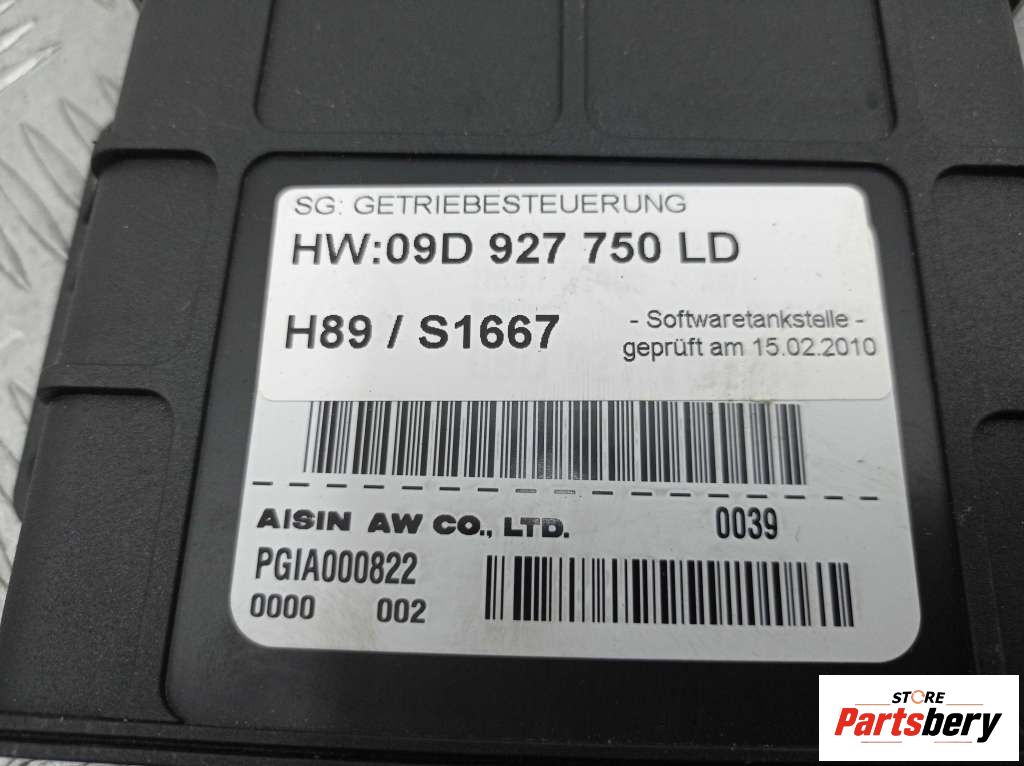 SG: GETRIEBESTEUERUNG
HW:09D 927 750 LD
H89 / S1667
- Softwaretankstelle -
geprüft am 15.02.2010
AISIN AW CO., LTD.
0039
PGIA000822
0000 002
STORE
Partsbery